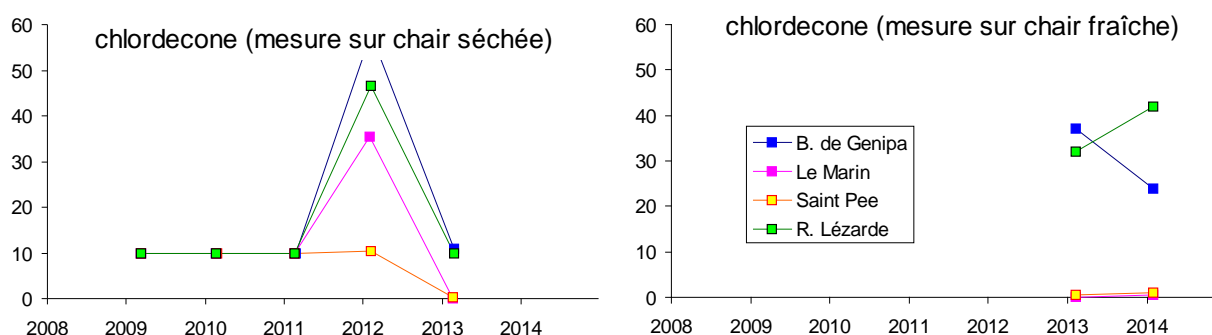 chlordecone (mesure sur chair séchée)
60
50
40
30
20
10
0
2008 2009 2010 2011 2012 2013 2014
chlordecone (mesure sur chair fraîche)
60
50
40
30
20
10
0
B. de Genipa
Le Marin
Saint Pee
R. Lézarde
2008 2009 2010 2011 2012 2013 2014